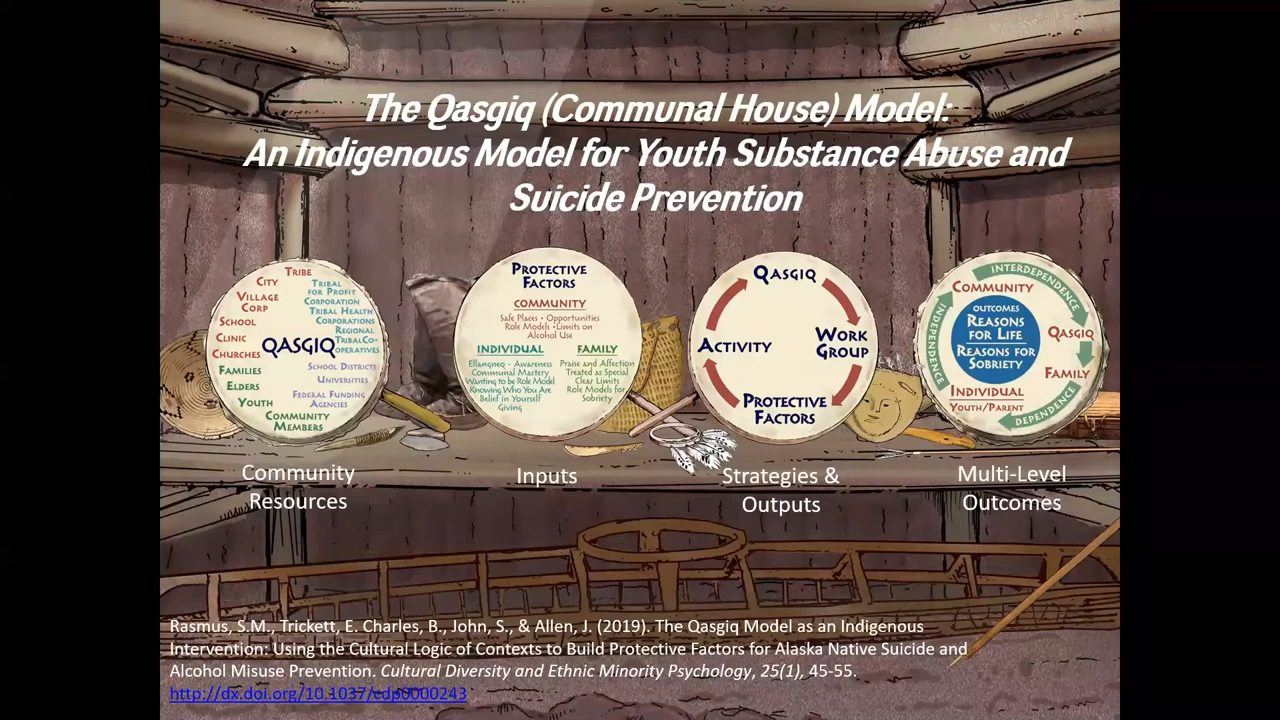 The Qasgiq (Communal House) Model:
An Indigenous Model for Youth Substance Abuse and
Suicide Prevention
Tribe
City
Village
Corp
School
Clinic
Churches
Families
Elders
Youth
Community
Members
Qasgiq
Tribal
for Profit
Corporation
Tribal Health
Corporations
Regional
TribalCo-
operatives
School Districts
Universities
Federal Funding
Agencies
Community
Resources
Protective
Factors
Community
Safe Places • Opportunities
Role Models • Limits on
Alcohol Use
Individual
Ellangneq - Awareness
Communal Mastery
Wanting to be Role Model
Knowing Who You Are
Belief in Yourself
Giving
Family
Praise and Affection
Treated as Special
Clear Limits
Role Models for
Sobriety
Inputs
Qasgiq
Work
Group
Protective
Factors
Activity
Strategies &
Outputs
Interdependence
Community
Independence
outcomes
Reasons
for Life
Reasons for
Sobriety
Qasgiq
Family
Individual
Youth/Parent
Dependence
Multi-Level
Outcomes
Rasmus, S.M., Trickett, E. Charles, B., John, S., & Allen, J. (2019). The Qasgiq Model as an Indigenous
Intervention: Using the Cultural Logic of Contexts to Build Protective Factors for Alaska Native Suicide and
Alcohol Misuse Prevention. Cultural Diversity and Ethnic Minority Psychology, 25(1), 45-55.
http://dx.doi.org/10.1037/cdp0000243